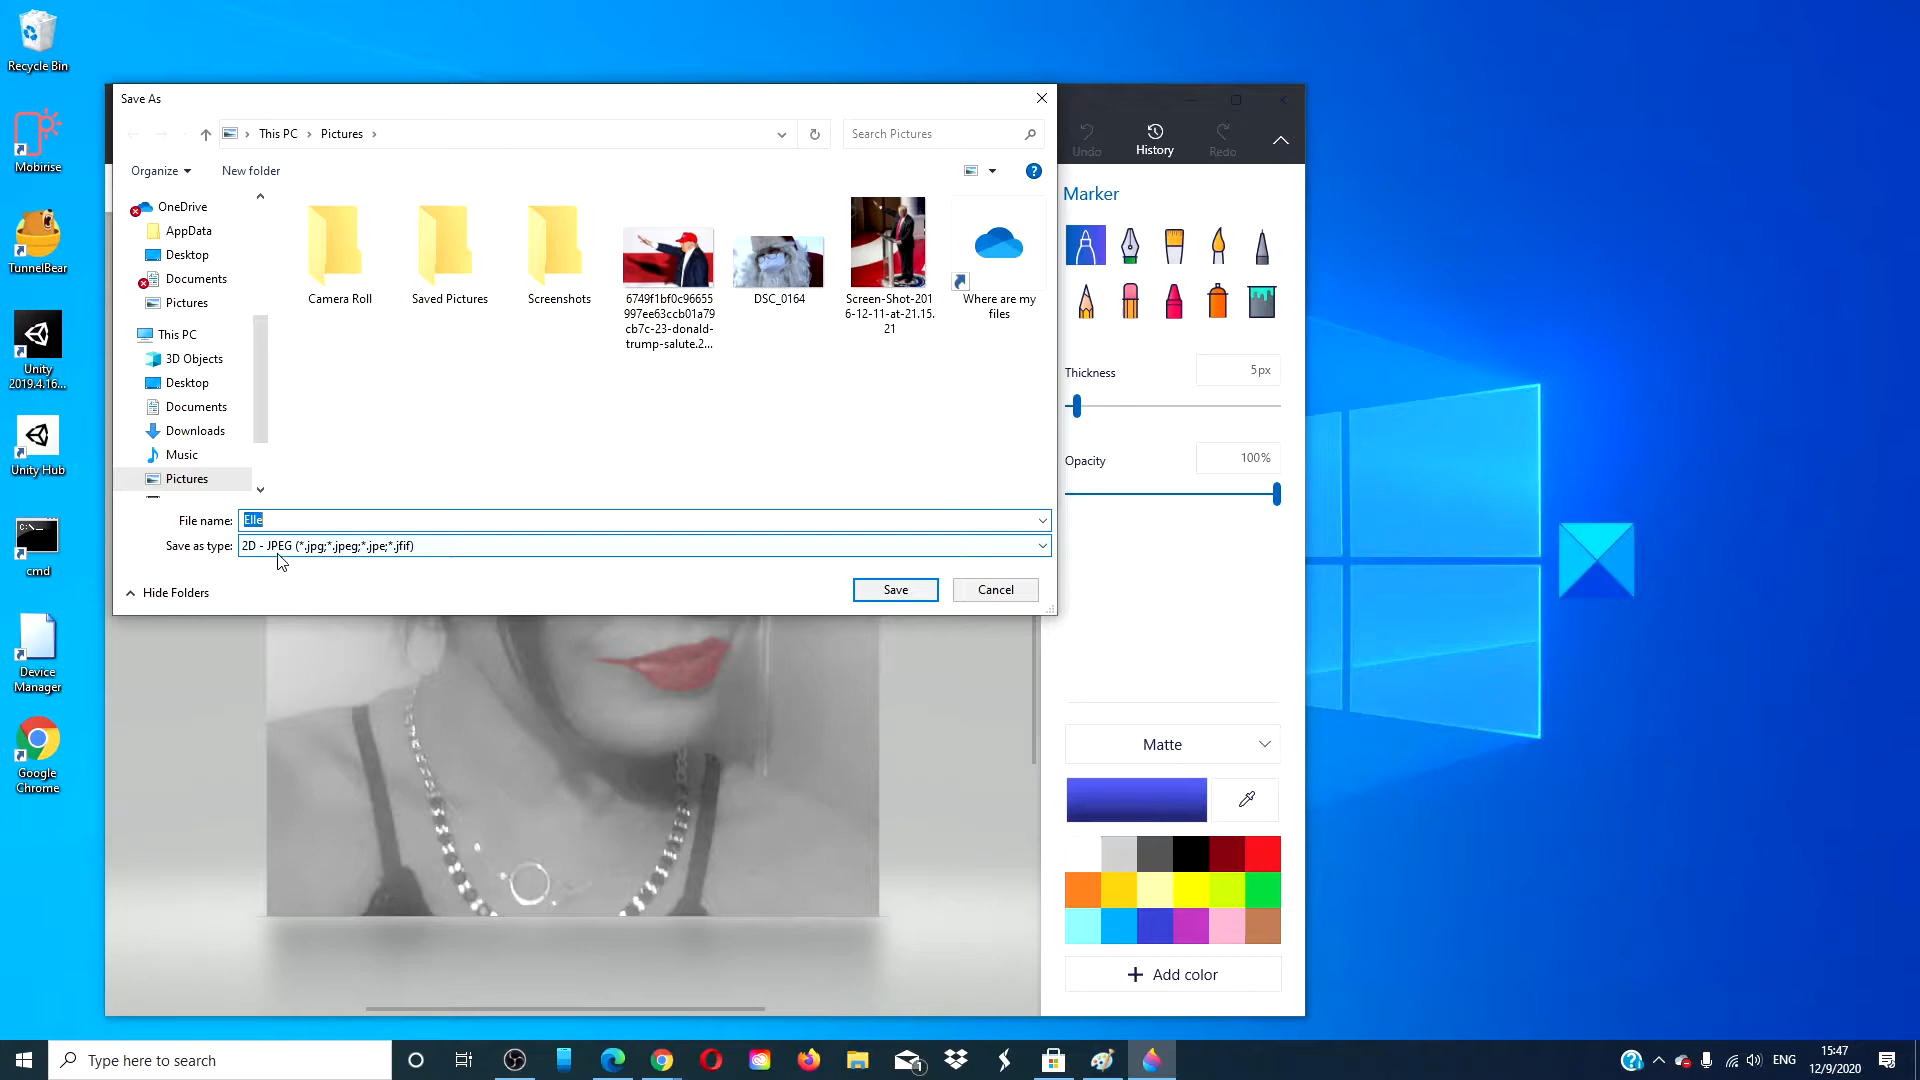 Recycle Bin
Mobirise
TunnelBear
Unity
2019.4.16...
Unity Hub
cmd
Device
Manager
Google
Chrome
Save As
This PC
Pictures
Search Pictures
Organize
New folder
OneDrive
AppData
Desktop
Documents
Pictures
This PC
3D Objects
Desktop
Documents
Downloads
Music
Pictures
Camera Roll
Saved Pictures
Screenshots
6749f1bf0c96655
997ee63ccb01a79
cb7c-23-donald-
trump-salute.2...
DSC_0164
Screen-Shot-201
6-12-11-at-21.15.
21
Where are my
files
File name:
Elle
Save as type:
2D - JPEG (*.jpg;*.jpeg;*.jpe;*.jfif)
Hide Folders
Save
Cancel
Undo
History
Redo
Marker
Thickness
5px
Opacity
100%
Matte
Add color
Type here to search
1
ENG
15:47
12/9/2020